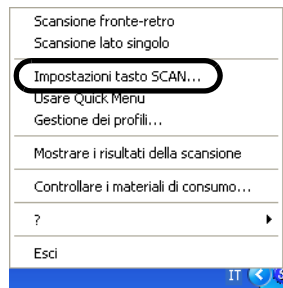 Scansione fronte-retro
Scansione lato singolo
Impostazioni tasto SCAN...
Usare Quick Menu
Gestione dei profili...
Mostrare i risultati della scansione
Controllare i materiali di consumo...
?
Esci
IT